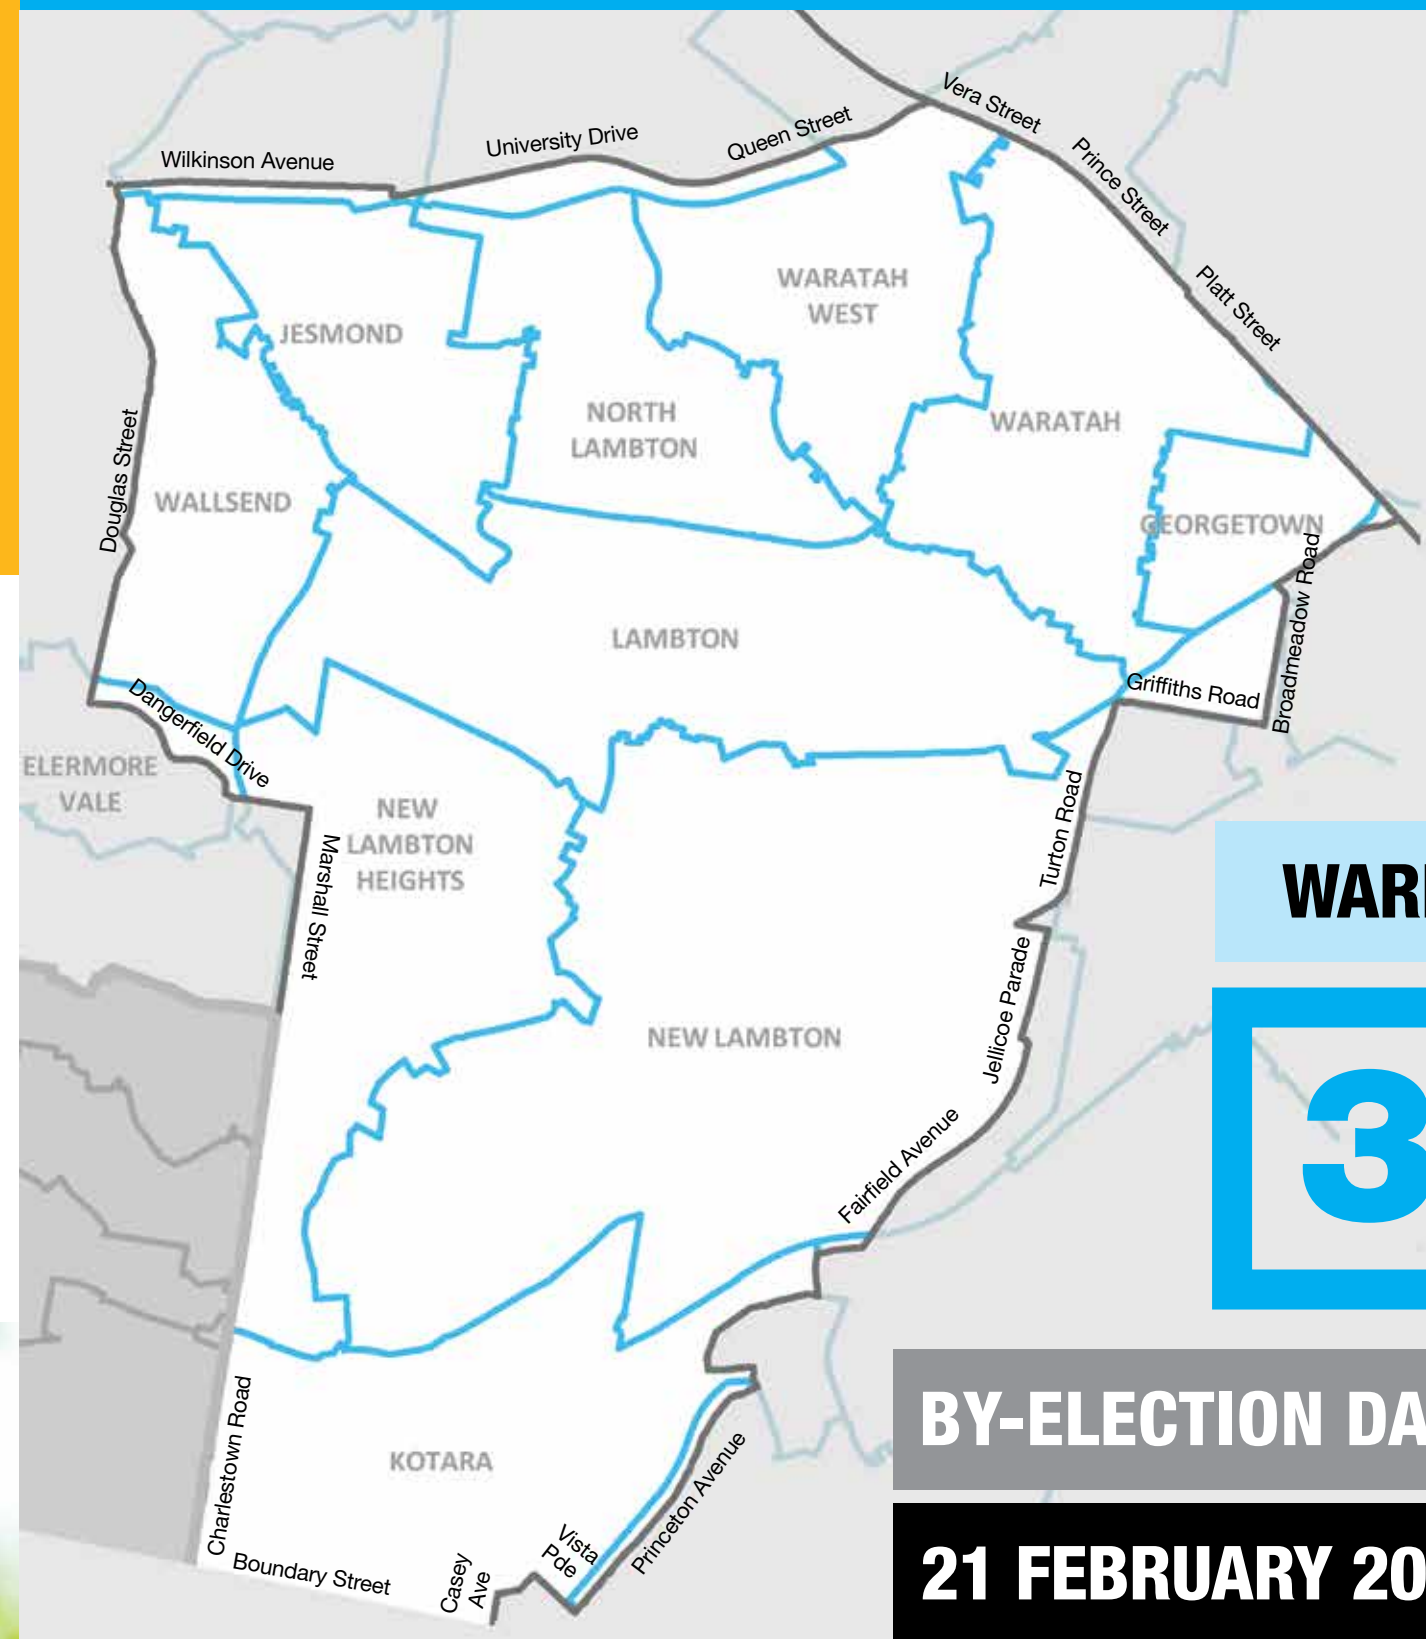 Vera Street
Queen Street
University Drive
Wilkinson Avenue
Prince Street
Platt Street
WARATAH
WEST
JESMOND
NORTH
LAMBTON
WARATAH
Douglas Street
WALLSEND
GEORGETOWN
Broadmeadow Road
LAMBTON
Griffiths Road
Dangerfield Drive
ELERMORE
VALE
NEW
LAMBTON
HEIGHTS
Turton Road
Marshall Street
WAR
Jellicoe Parade
NEW LAMBTON
3
Fairfield Avenue
Charlestown Road
BY-ELECTION DA
KOTARA
Princeton Avenue
Vista
Pde
Casey
Ave
Boundary Street
21 FEBRUARY 20